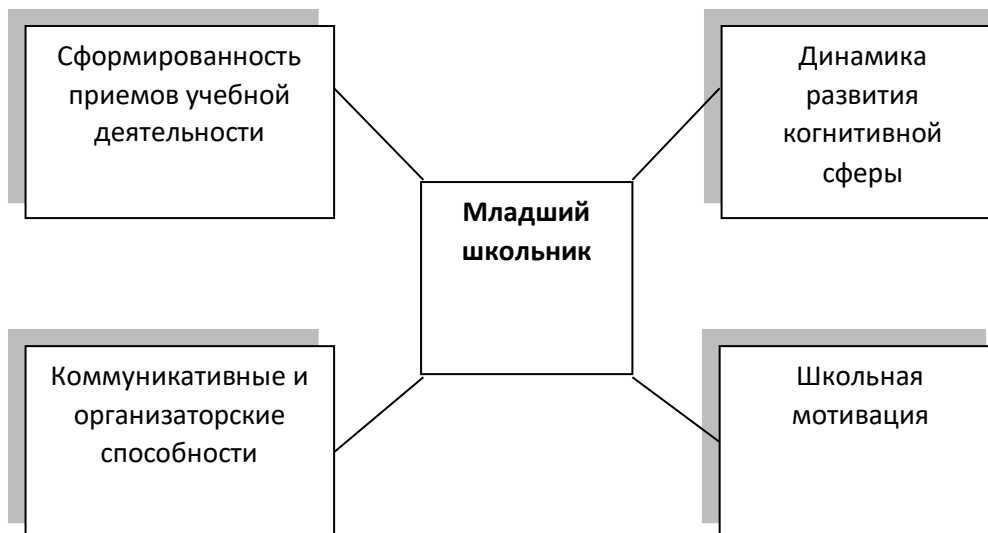 Сформированность
приемов учебной
деятельности
Динамика
развития
когнитивной
сферы
Младший
школьник
Коммуникативные и
организаторские
способности
Школьная
мотивация